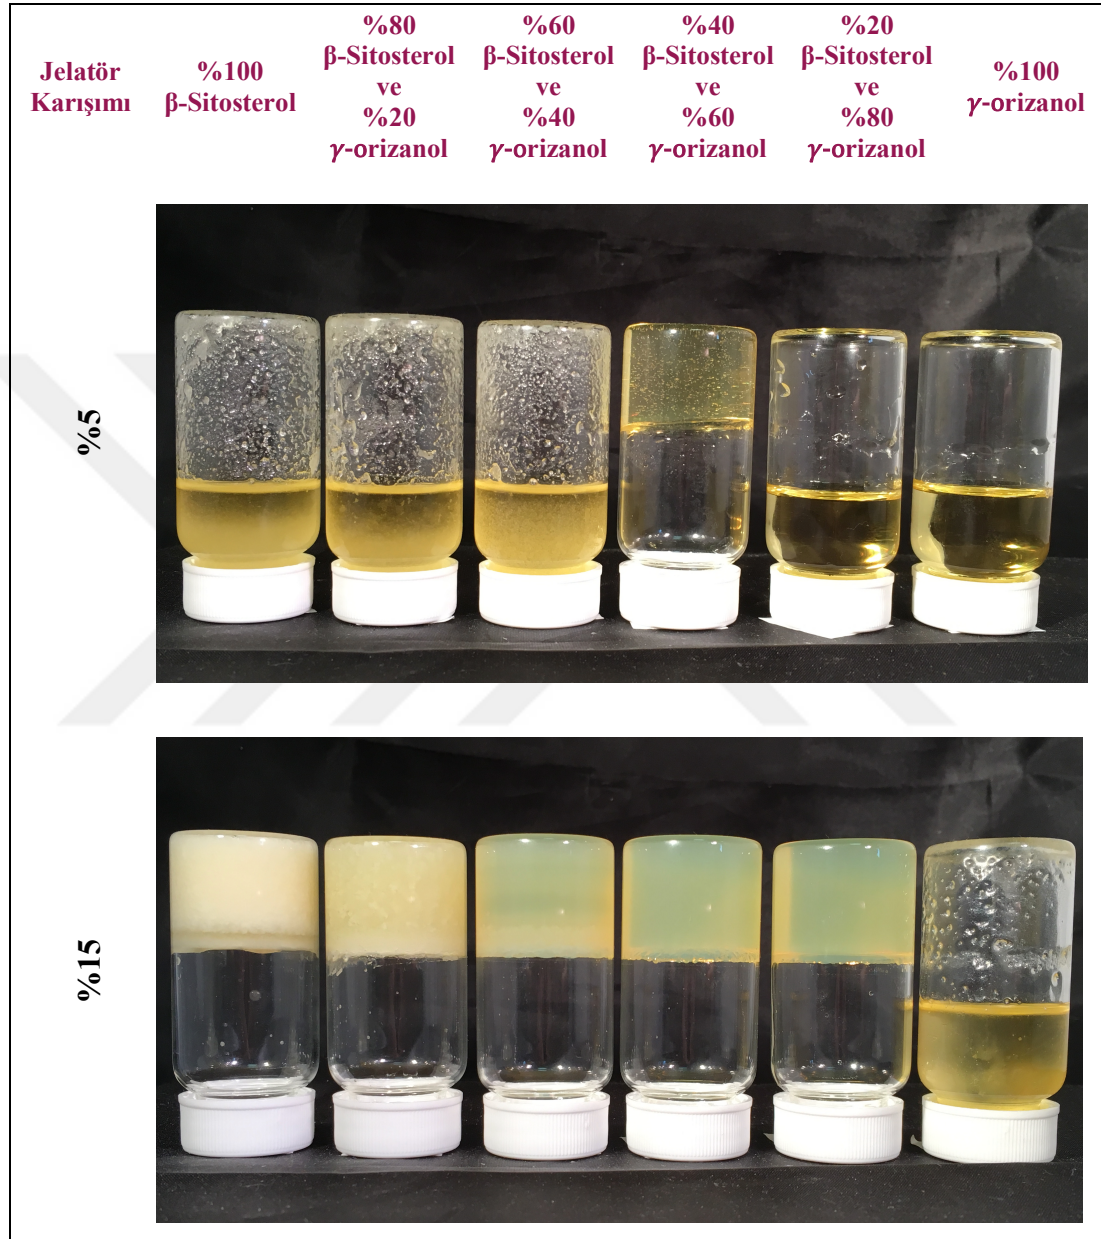 Jelatör
Karışımı
%100
β-Sitosterol
%80
β-Sitosterol
ve
%20
γ-orizanol
%60
β-Sitosterol
ve
%40
γ-orizanol
%40
β-Sitosterol
ve
%60
γ-orizanol
%20
β-Sitosterol
ve
%80
γ-orizanol
%100
γ-orizanol
%5
%15